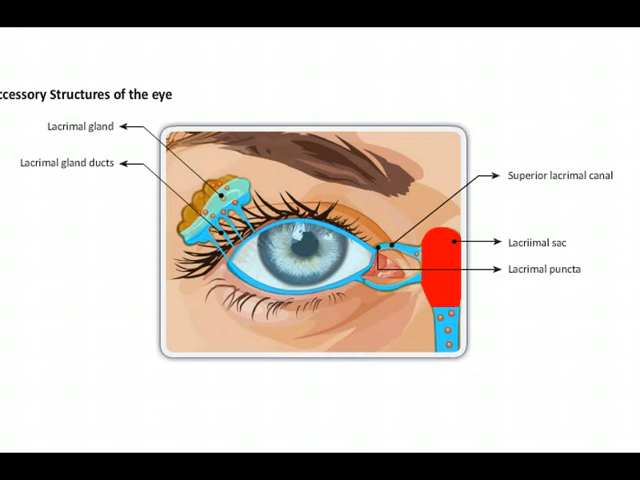 ccessory Structures of the eye
Lacrimal gland
Lacrimal gland ducts
Superior lacrimal canal
Lacriimal sac
Lacrimal puncta